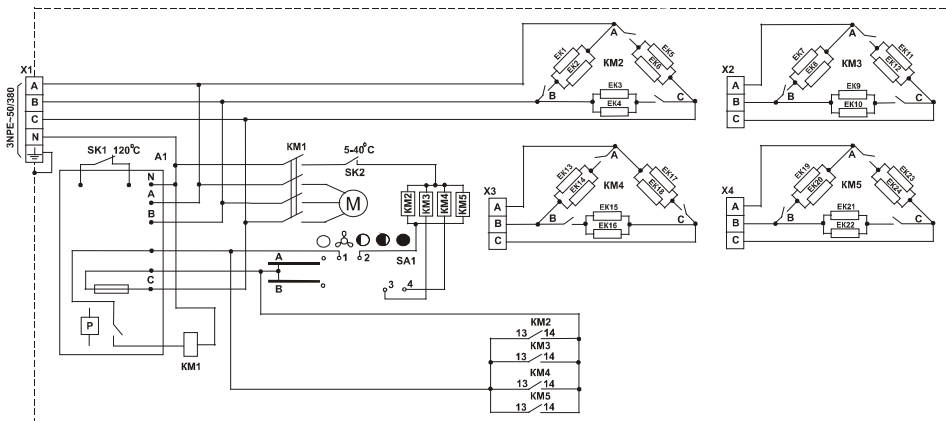 X1
A
B
C
N
3NPE~50/380
SK1 120°C
A1
N
A
B
C
P
KM1
KM1
5-40°C
SK2
M
KM2
KM3
KM4
KM5
SA1
A
B
1
2
3
4
EK1
EK2
EK3
EK4
EK5
EK6
KM2
A
B
C
X2
A
B
C
EK7
EK8
EK9
EK10
EK11
EK12
KM3
A
B
C
X3
A
B
C
EK13
EK14
EK15
EK16
EK17
EK18
KM4
A
B
C
X4
A
B
C
EK19
EK20
EK21
EK22
EK23
EK24
KM5
A
B
C
KM2
13 14
KM3
13 14
KM4
13 14
KM5
13 14